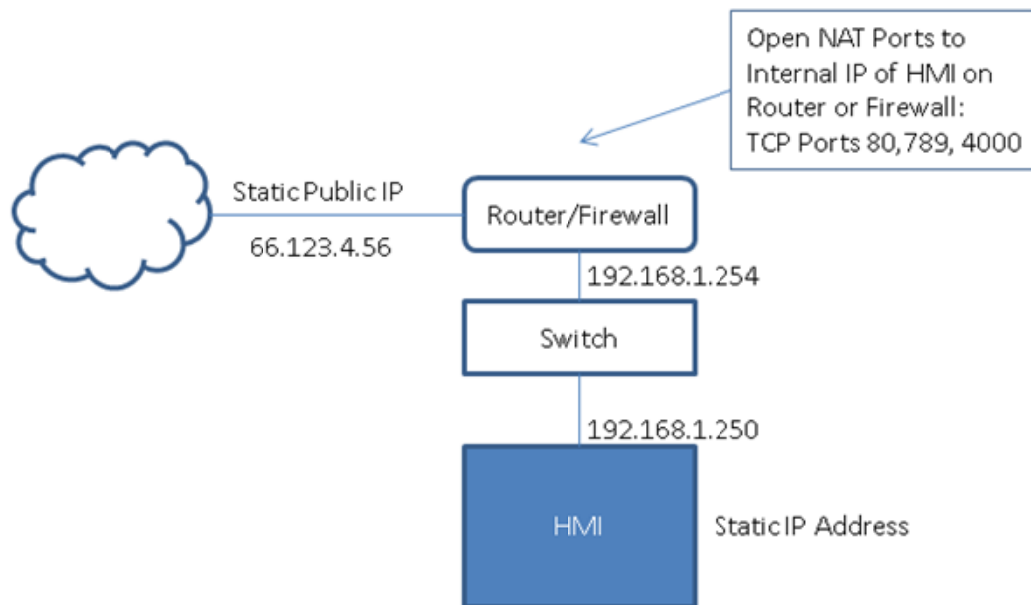 Open NAT Ports to
Internal IP of HMI on
Router or Firewall:
TCP Ports 80,789, 4000
Static Public IP
66.123.4.56
Router/Firewall
192.168.1.254
Switch
192.168.1.250
HMI
Static IP Address